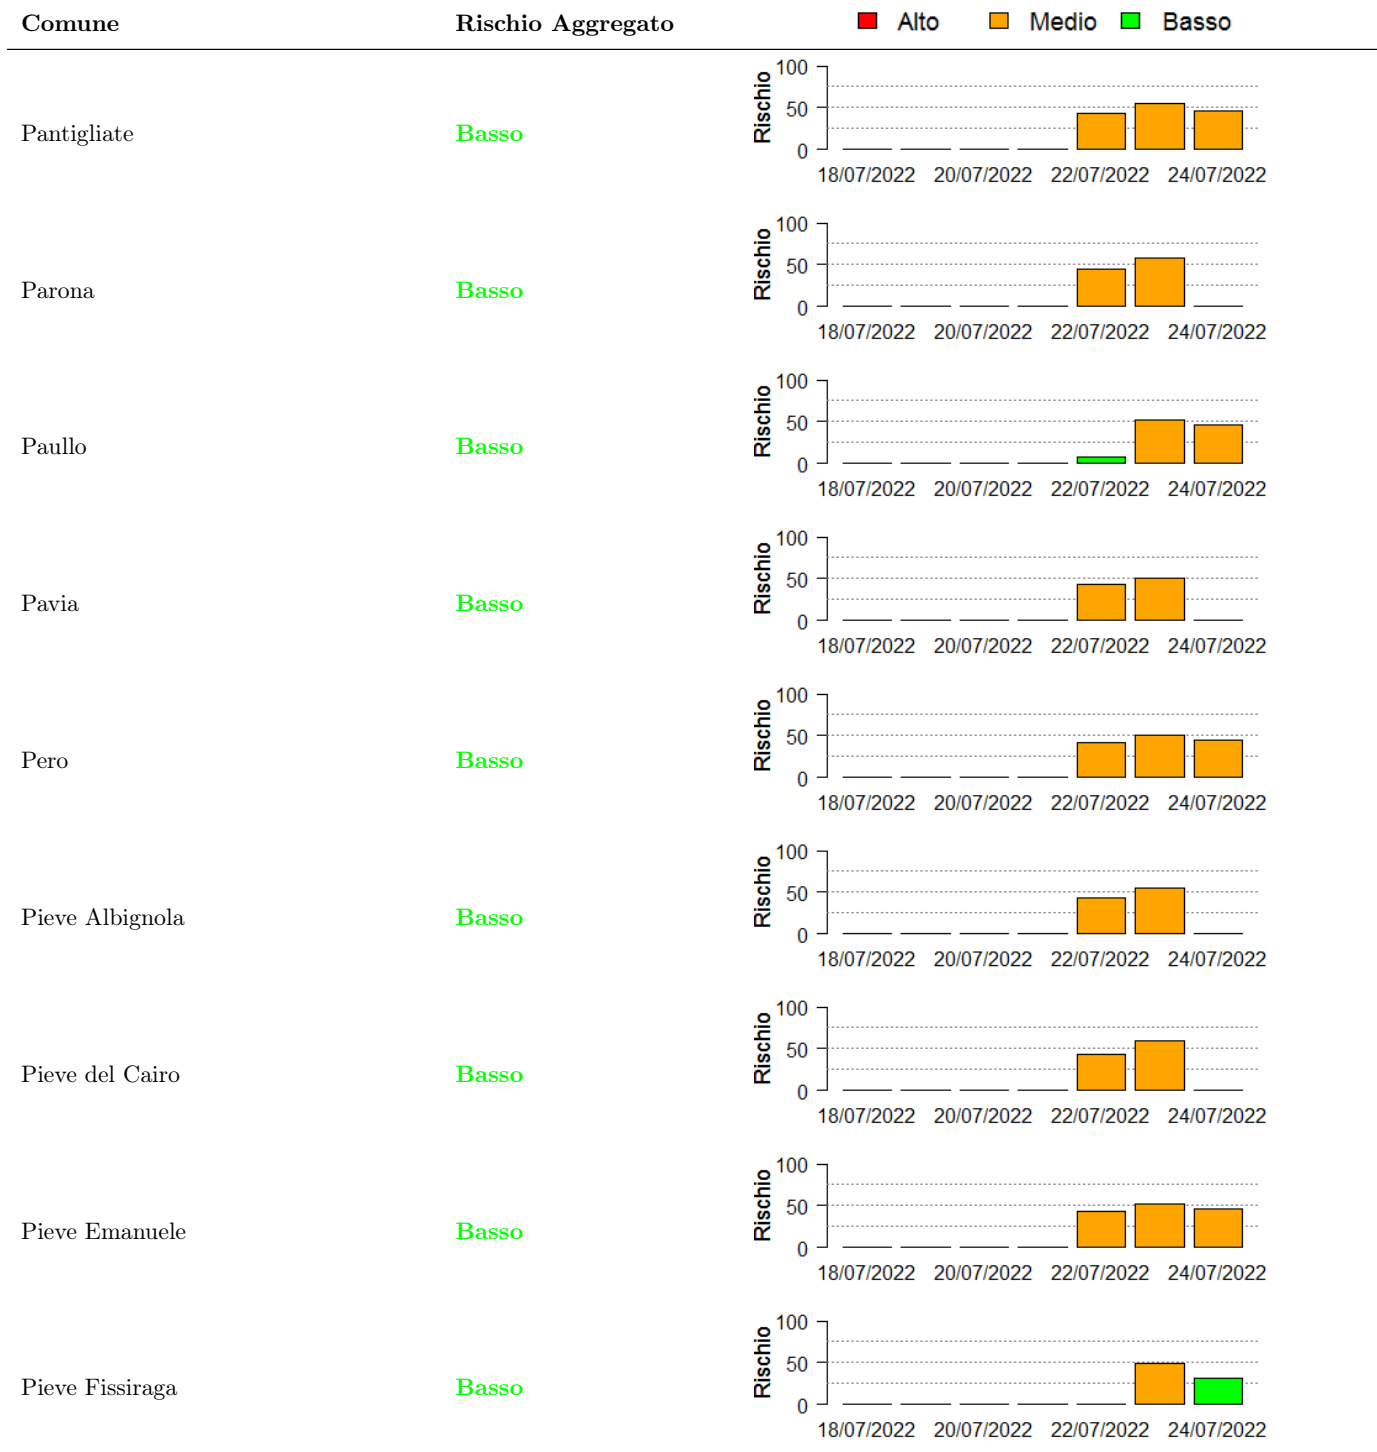 Comune Rischio Aggregato Alto Medio Basso
100
50
0
Rischio
Pantigliate Basso
18/07/2022 20/07/2022 22/07/2022 24/07/2022
100
50
0
Rischio
Parona Basso
18/07/2022 20/07/2022 22/07/2022 24/07/2022
100
50
0
Rischio
Paullo Basso
18/07/2022 20/07/2022 22/07/2022 24/07/2022
100
50
0
Rischio
Pavia Basso
18/07/2022 20/07/2022 22/07/2022 24/07/2022
100
50
0
Rischio
Pero Basso
18/07/2022 20/07/2022 22/07/2022 24/07/2022
100
50
0
Rischio
Pieve Albignola Basso
18/07/2022 20/07/2022 22/07/2022 24/07/2022
100
50
0
Rischio
Pieve del Cairo Basso
18/07/2022 20/07/2022 22/07/2022 24/07/2022
100
50
0
Rischio
Pieve Emanuele Basso
18/07/2022 20/07/2022 22/07/2022 24/07/2022
100
50
0
Rischio
Pieve Fissiraga Basso
18/07/2022 20/07/2022 22/07/2022 24/07/2022